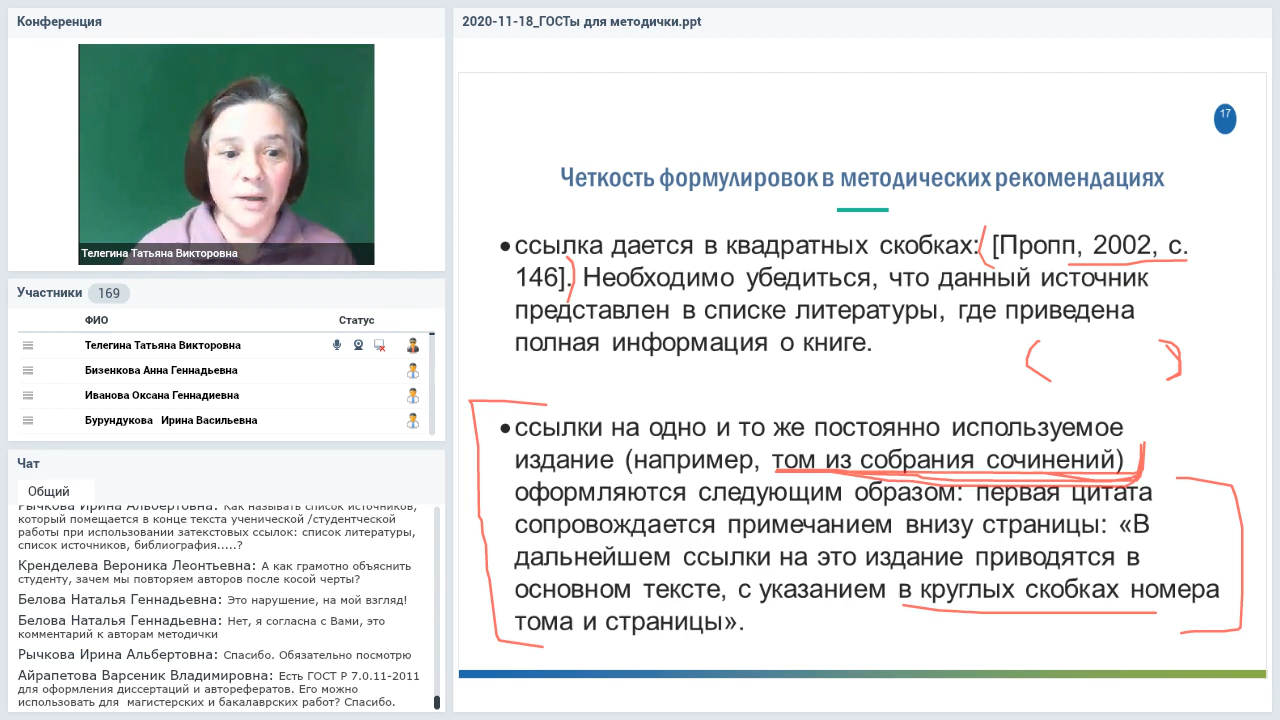 Конференция
Телегина Татьяна Викторовна
Участники 169
ФИО Статус
Телегина Татьяна Викторовна
Бизенкова Анна Геннадьевна
Иванова Оксана Геннадиевна
Бурундукова Ирина Васильевна
Чат
Общий
Рычкова Ирина Альбертовна: Как называть список источников,
который помещается в конце текста ученической /студентческой
работы при использовании затекстовых ссылок: список литературы,
список источников, библиография.....?
Кренделева Вероника Леонтьевна: А как грамотно объяснить
студенту, зачем мы повторяем авторов после косой черты?
Белова Наталья Геннадьевна: Это нарушение, на мой взгляд!
Белова Наталья Геннадьевна: Нет, я согласна с Вами, это
комментарий к авторам методички
Рычкова Ирина Альбертовна: Спасибо. Обязательно посмотрю
Айрапетова Варсеник Владимировна: Есть ГОСТ Р 7.0.11-2011
для оформления диссертаций и авторефератов. Его можно
использовать для магистерских и бакалаврских работ? Спасибо.
2020-11-18_ГОСТы для методички.ppt
17
Четкость формулировок в методических рекомендациях
•ссылка дается в квадратных скобках: [Пропп, 2002, с.
146]. Необходимо убедиться, что данный источник
представлен в списке литературы, где приведена
полная информация о книге.
•ссылки на одно и то же постоянно используемое
издание (например, том из собрания сочинений)
оформляются следующим образом: первая цитата
сопровождается примечанием внизу страницы: «В
дальнейшем ссылки на это издание приводятся в
основном тексте, с указанием в круглых скобках номера
тома и страницы».